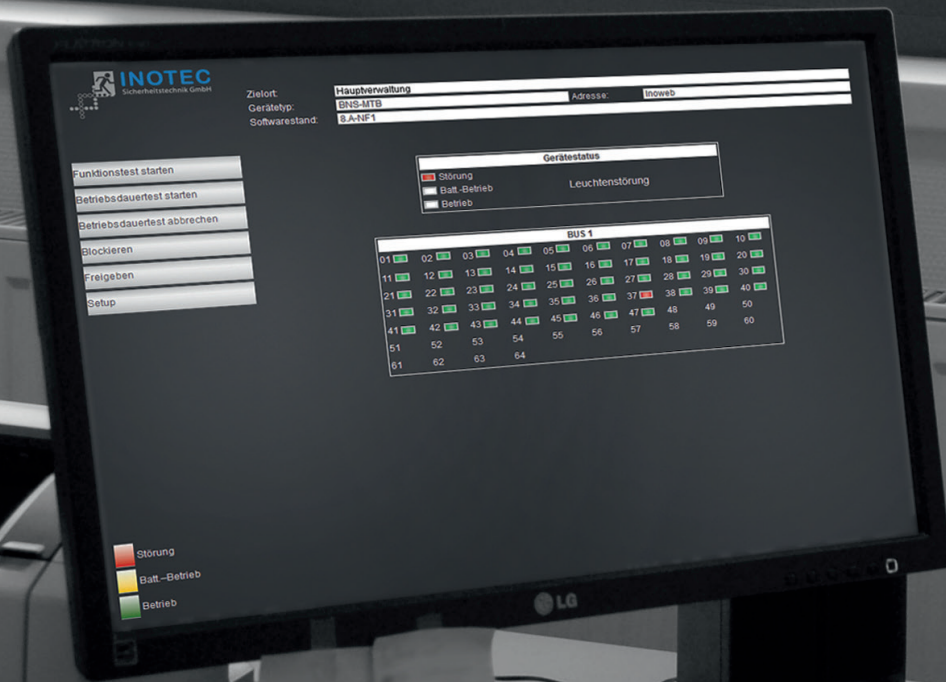 INOTEC
Sicherheitstechnik GmbH
Zielort: Hauptverwaltung
Gerätetyp: BNS-MTB Adresse: Inoweb
Softwarestand: 8.A-NF1
Funktionstest starten
Betriebsdauertest starten
Betriebsdauertest abbrechen
Blockieren
Freigeben
Setup
Gerätestatus
Störung
Batt.-Betrieb Leuchtenstörung
Betrieb
BUS 1
01 02 03 04 05 06 07 08 09 10
11 12 13 14 15 16 17 18 19 20
21 22 23 24 25 26 27 28 29 30
31 32 33 34 35 36 37 38 39 40
41 42 43 44 45 46 47 48 49 50
51 52 53 54 55 56 57 58 59 60
61 62 63 64
Störung
Batt.-Betrieb
Betrieb
LG